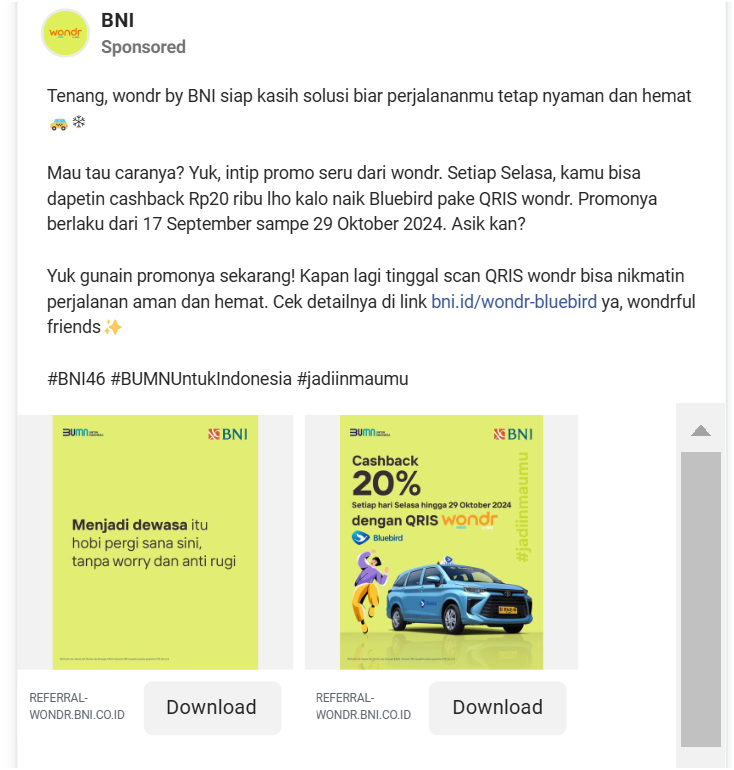 wondr
BNI
Sponsored
Tenang, wondr by BNI siap kasih solusi biar perjalananmu tetap nyaman dan hemat
🚕❄
Mau tau caranya? Yuk, intip promo seru dari wondr. Setiap Selasa, kamu bisa
dapetin cashback Rp20 ribu lho kalo naik Bluebird pake QRIS wondr. Promonya
berlaku dari 17 September sampe 29 Oktober 2024. Asik kan?
Yuk gunain promonya sekarang! Kapan lagi tinggal scan QRIS wondr bisa nikmatin
perjalanan aman dan hemat. Cek detailnya di link bni.id/wondr-bluebird ya, wondrful
friends✨
#BNI46 #BUMNUntukIndonesia #jadiinmaumu
BUMN
BNI
Menjadi dewasa itu
hobi pergi sana sini,
tanpa worry dan anti rugi
REFERRAL-
WONDR.BNI.CO.ID
Download
BUMN
BNI
Cashback
20%
Setiap hari Selasa hingga 29 Oktober 2024
dengan QRIS wondr
Bluebird
#jadiinmaumu
REFERRAL-
WONDR.BNI.CO.ID
Download